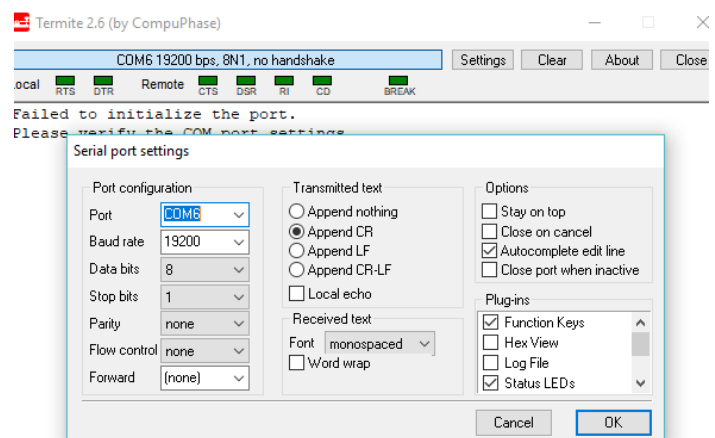 Termite 2.6 (by CompuPhase)
COM6 19200 bps, 8N1, no handshake
Settings
Clear
About
Close
ocal RTS DTR Remote CTS DSR RI CD BREAK
Failed to initialize the port.
Please verify the COM port settings
Serial port settings
Port configuration
Port COM6
Baud rate 19200
Data bits 8
Stop bits 1
Parity none
Flow control none
Forward (none)
Transmitted text
Append nothing
Append CR
Append LF
Append CR-LF
Local echo
Received text
Font monospaced
Word wrap
Options
Stay on top
Close on cancel
Autocomplete edit line
Close port when inactive
Plug-ins
Function Keys
Hex View
Log File
Status LEDs
Cancel
OK